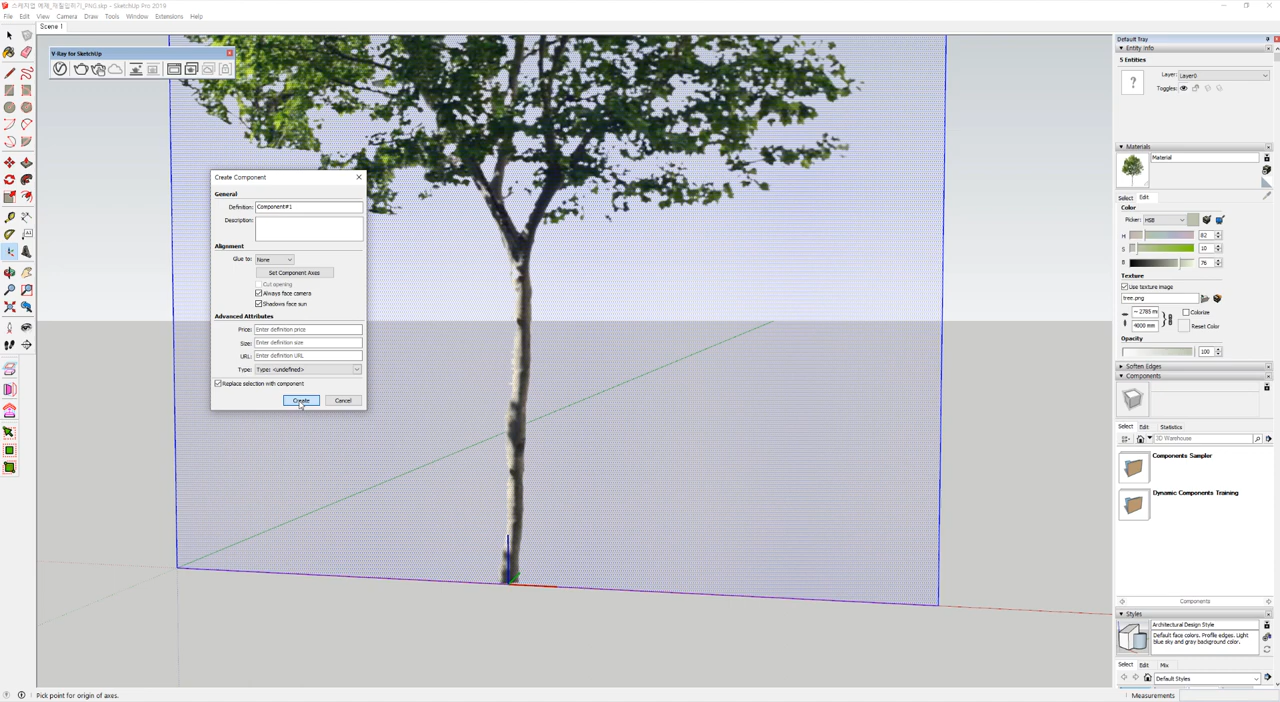 스케치업 예제_재질입히기_PNG.skp - SketchUp Pro 2019
File Edit View Camera Draw Tools Window Extensions Help
Scene 1
V-Ray for SketchUp
Create Component
General
Definition: Component#1
Description:
Alignment
Glue to: None
Set Component Axes
Cut opening
Always face camera
Shadows face sun
Advanced Attributes
Price: Enter definition price
Size: Enter definition size
URL: Enter definition URL
Type: Type: <undefined>
Replace selection with component
Create Cancel
Default Tray
Entity Info
5 Entities
Layer: Layer0
Toggles:
Materials
Material
Select Edit
Color
Picker: HSB
H 82
S 10
B 76
Texture
Use texture image
tree.png
~ 2785 m
Colorize
4000 mm
Reset Color
Opacity
100
Soften Edges
Components
Select Edit Statistics
3D Warehouse
Components Sampler
Dynamic Components Training
Components
Styles
Architectural Design Style
Default face colors. Profile edges. Light
blue sky and gray background color.
Select Edit Mix
Default Styles
Pick point for origin of axes.
Measurements